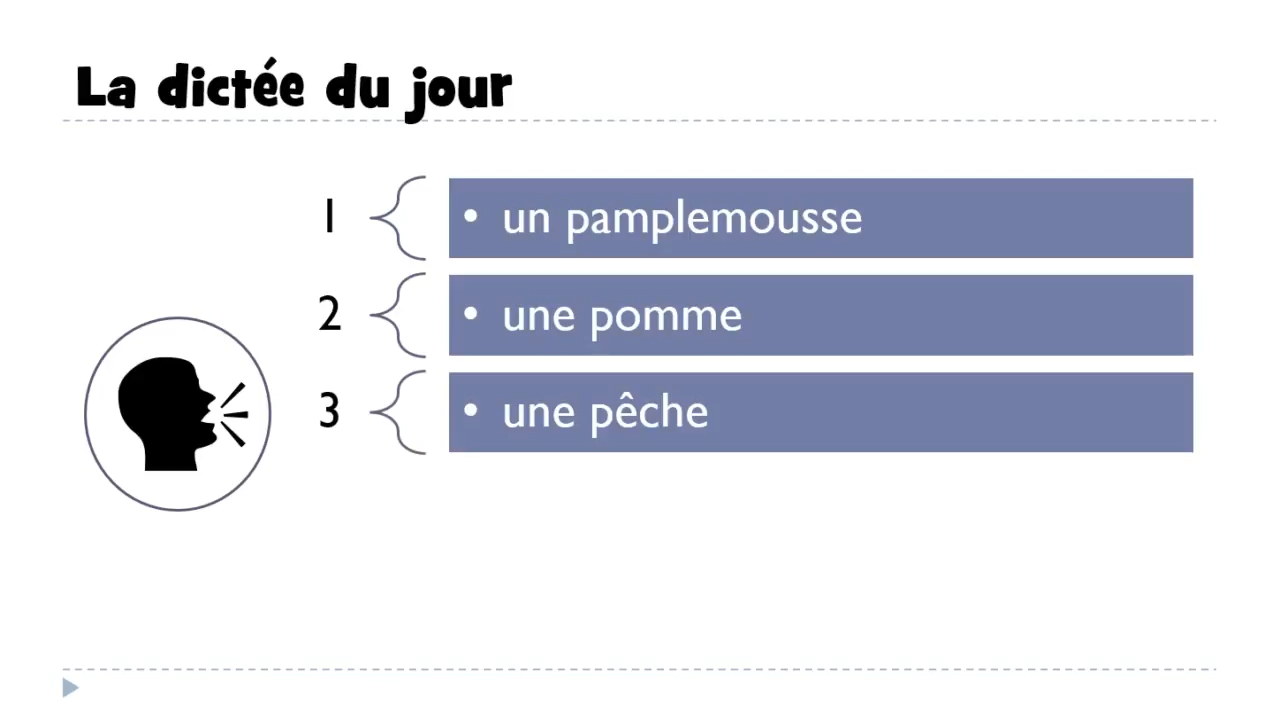 La dictée du jour
1
• un pamplemousse
2
• une pomme
3
• une pêche